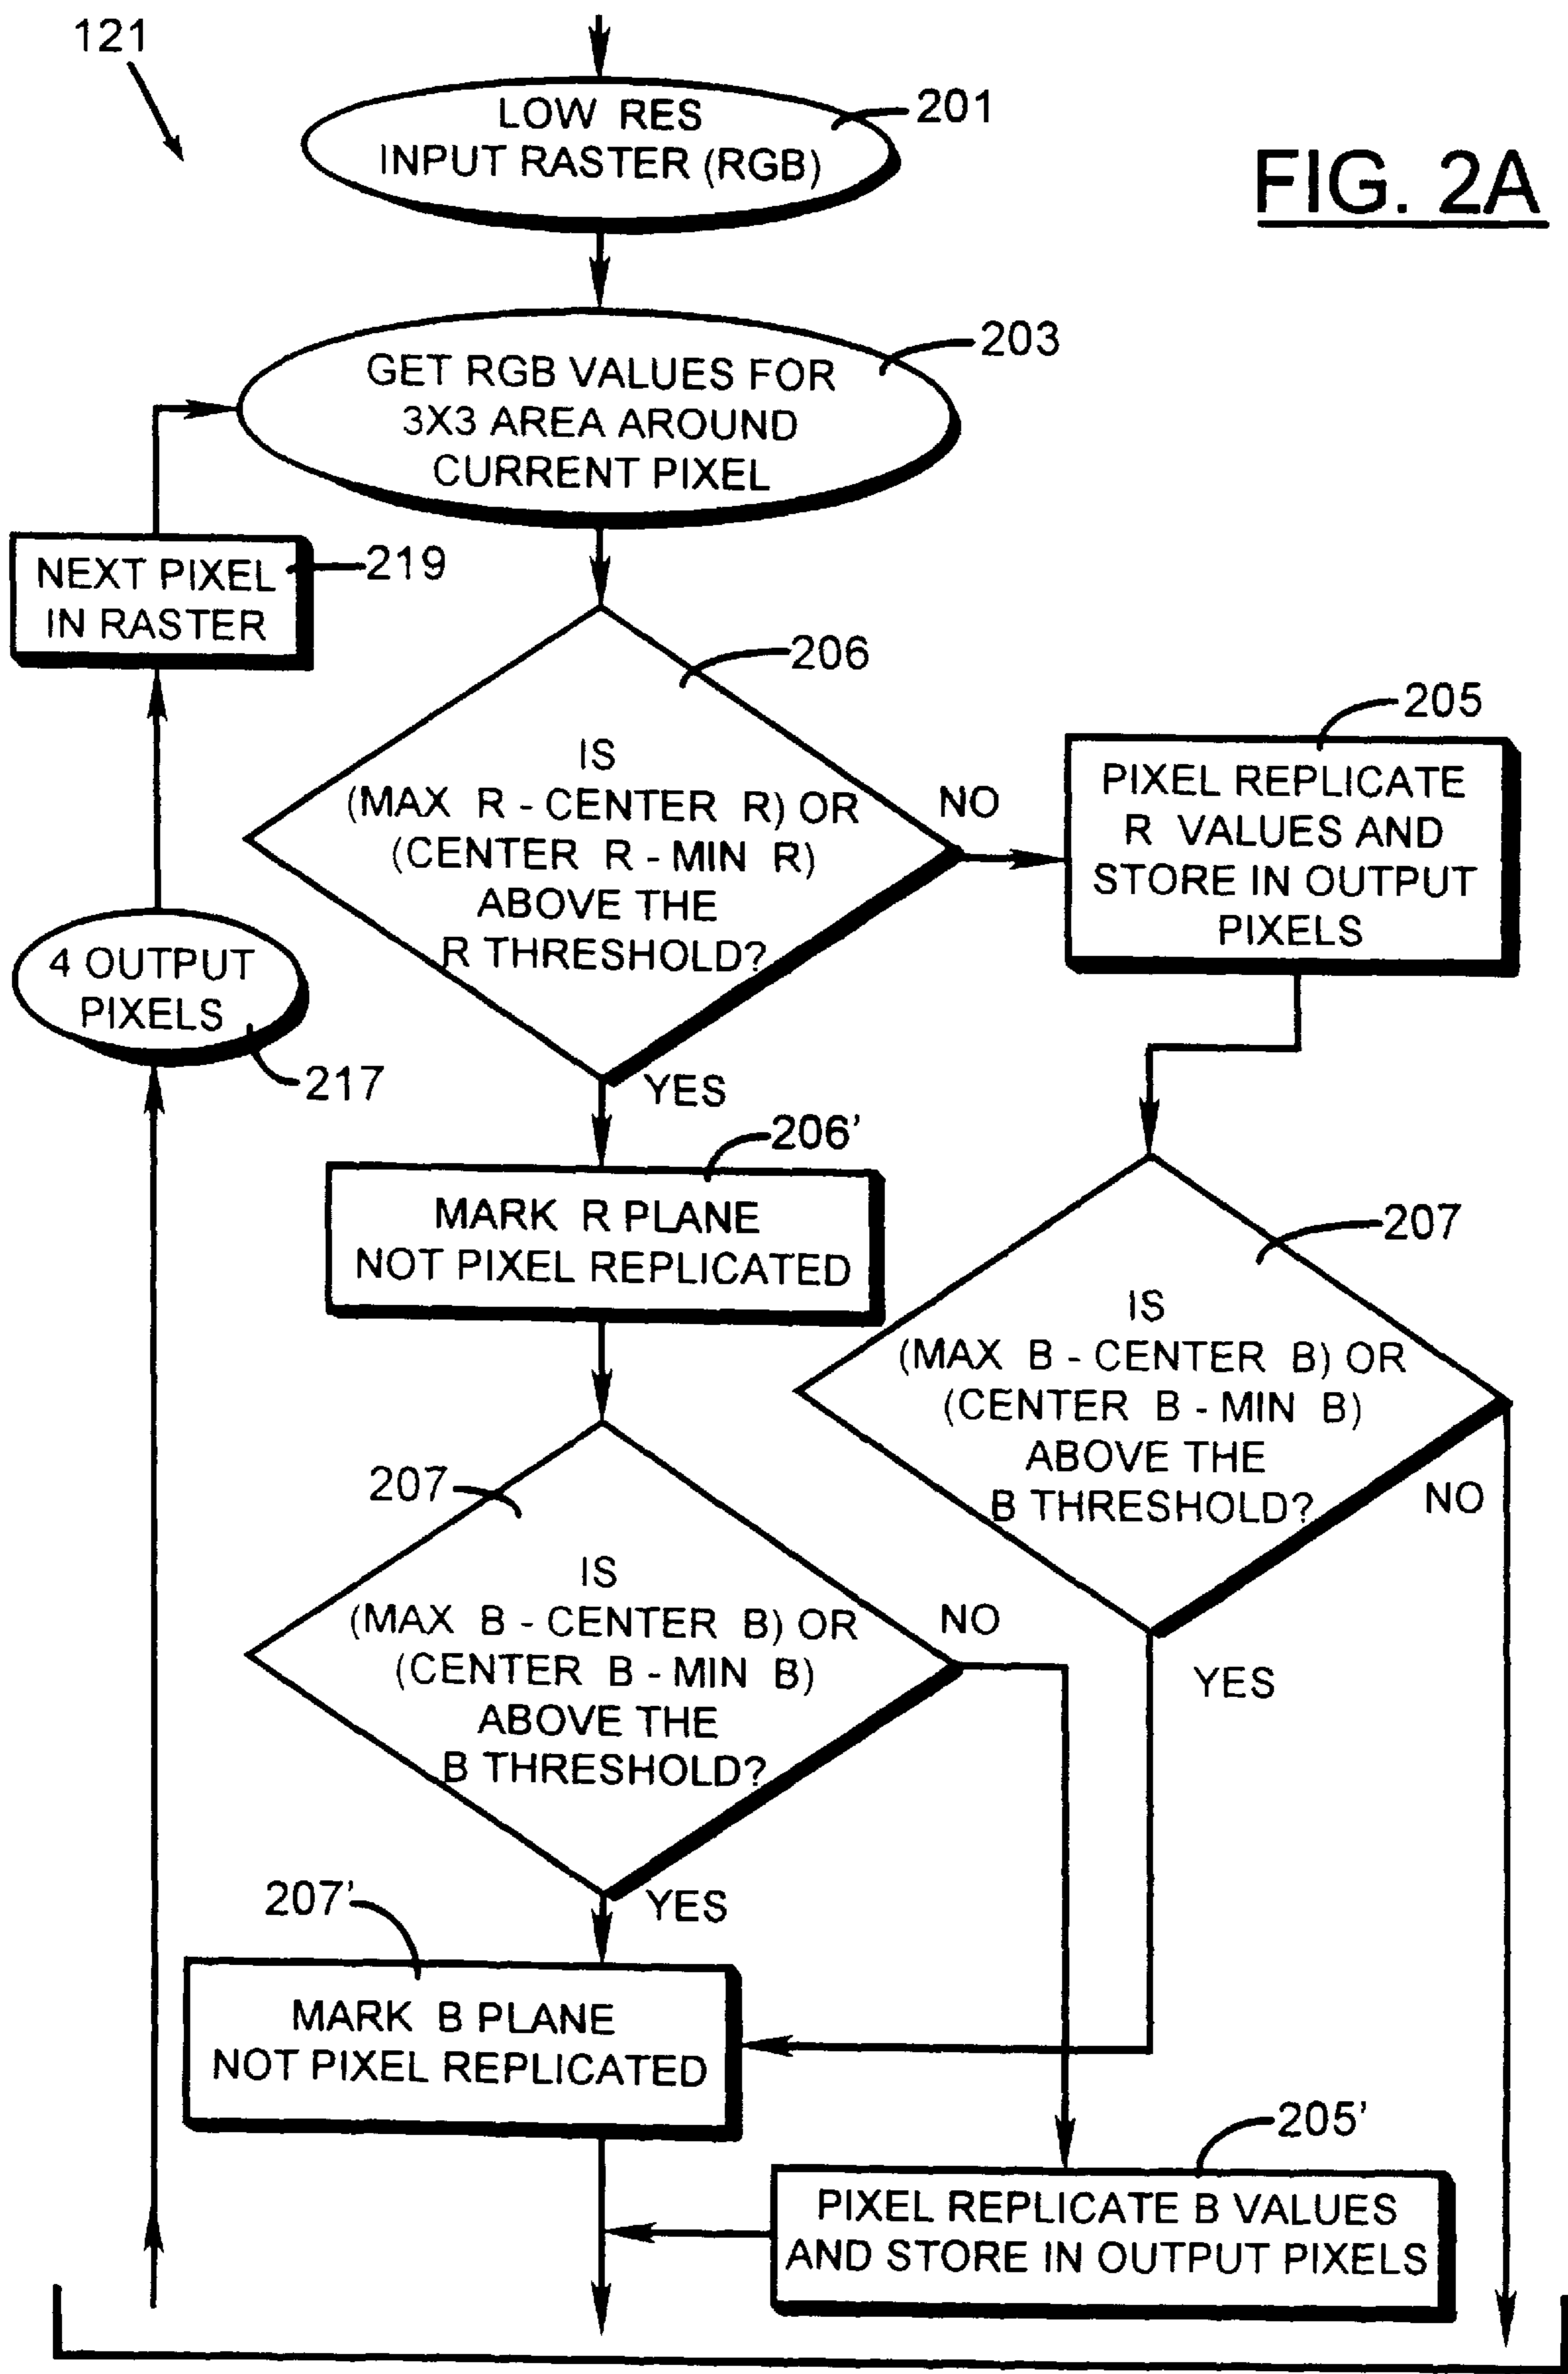 121
LOW RES
INPUT RASTER (RGB)
201
FIG. 2A
GET RGB VALUES FOR
3X3 AREA AROUND
CURRENT PIXEL
203
NEXT PIXEL
IN RASTER
219
206
IS
(MAX R - CENTER R) OR
(CENTER R - MIN R)
ABOVE THE
R THRESHOLD?
NO
205
PIXEL REPLICATE
R VALUES AND
STORE IN OUTPUT
PIXELS
4 OUTPUT
PIXELS
217
YES
206'
MARK R PLANE
NOT PIXEL REPLICATED
207
IS
(MAX B - CENTER B) OR
(CENTER B - MIN B)
ABOVE THE
B THRESHOLD?
NO
YES
207
IS
(MAX B - CENTER B) OR
(CENTER B - MIN B)
ABOVE THE
B THRESHOLD?
NO
YES
207'
MARK B PLANE
NOT PIXEL REPLICATED
205'
PIXEL REPLICATE B VALUES
AND STORE IN OUTPUT PIXELS